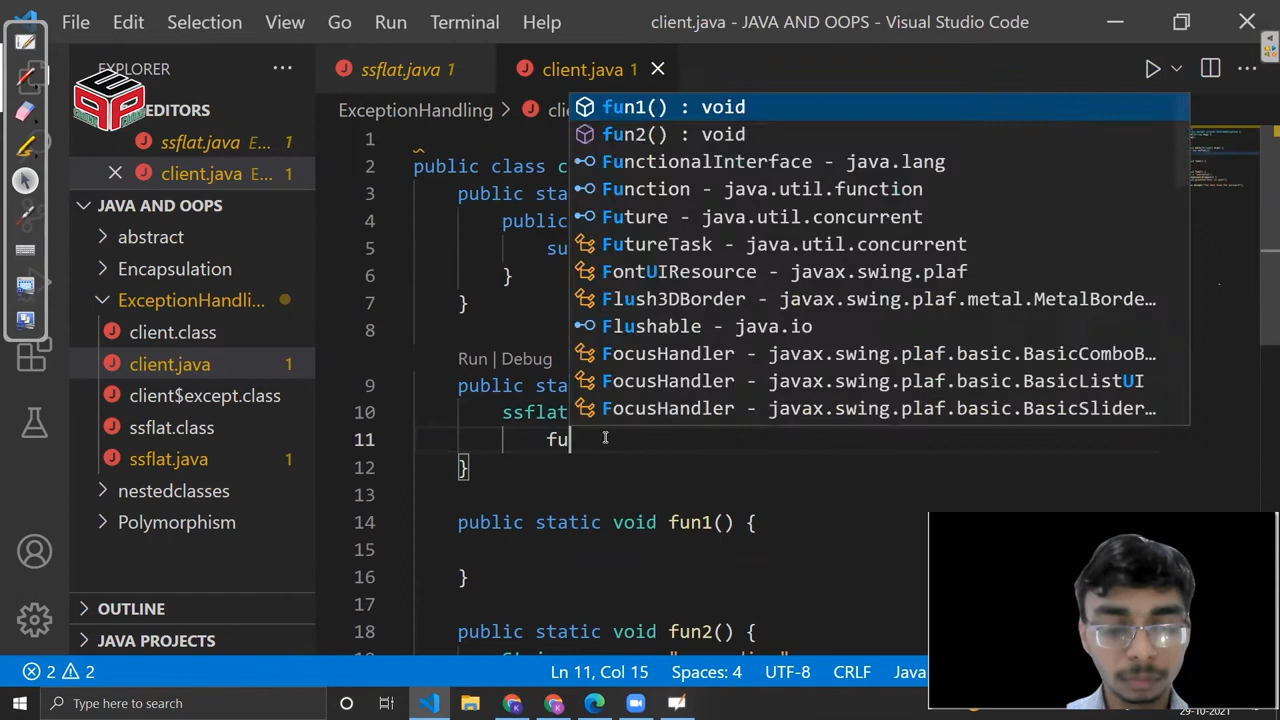 File Edit Selection View Go Run Terminal Help
client.java - JAVA AND OOPS - Visual Studio Code
EXPLORER
EDITORS
ssflat.java E... 1
client.java E... 1
JAVA AND OOPS
abstract
Encapsulation
ExceptionHandli...
client.class
client.java 1
client$except.class
ssflat.class
ssflat.java 1
nestedclasses
Polymorphism
OUTLINE
JAVA PROJECTS
ssflat.java 1
client.java 1
ExceptionHandling > cli
1
2 public class c
3 public sta
4 public
5 su
6 }
7 }
8
Run | Debug
9 public sta
10 ssflat
11 fu
12 }
13
14 public static void fun1() {
15
16 }
17
18 public static void fun2() {
fun1() : void
fun2() : void
FunctionalInterface - java.lang
Function - java.util.function
Future - java.util.concurrent
FutureTask - java.util.concurrent
FontUIResource - javax.swing.plaf
Flush3DBorder - javax.swing.plaf.metal.MetalBorde...
Flushable - java.io
FocusHandler - javax.swing.plaf.basic.BasicComboB...
FocusHandler - javax.swing.plaf.basic.BasicListUI
FocusHandler - javax.swing.plaf.basic.BasicSlider...
2 2
Ln 11, Col 15 Spaces: 4 UTF-8 CRLF Java
Type here to search
29-10-2021